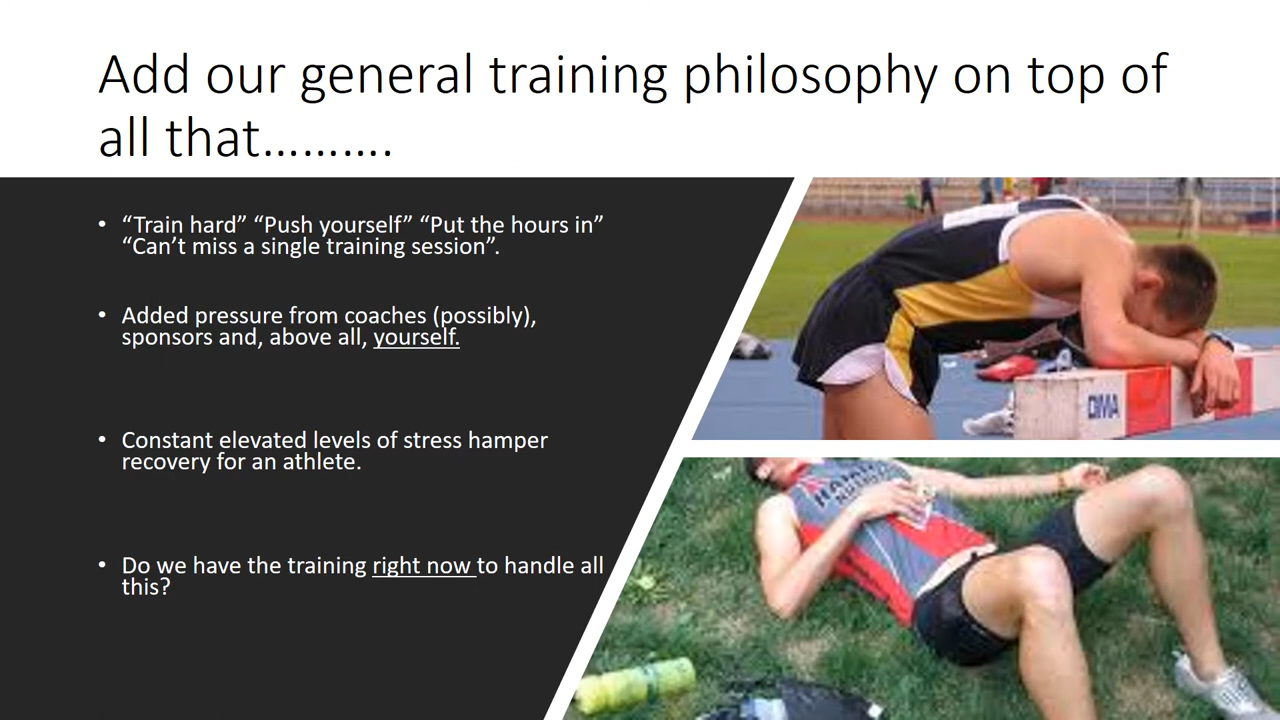 Add our general training philosophy on top of
all that……….
• “Train hard” “Push yourself” “Put the hours in”
“Can’t miss a single training session”.
• Added pressure from coaches (possibly),
sponsors and, above all, yourself.
• Constant elevated levels of stress hamper
recovery for an athlete.
• Do we have the training right now to handle all
this?
DMA